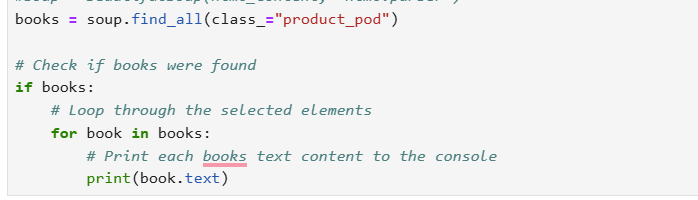 books = soup.find_all(class_="product_pod")
# Check if books were found
if books:
# Loop through the selected elements
for book in books:
# Print each books text content to the console
print(book.text)